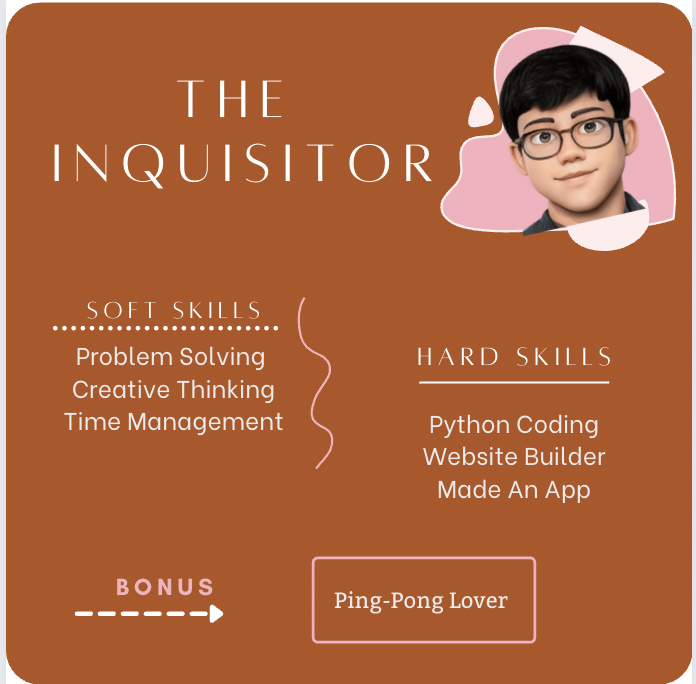 THE
INQUISITOR
SOFT SKILLS
Problem Solving
Creative Thinking
Time Management
HARD SKILLS
Python Coding
Website Builder
Made An App
BONUS
Ping-Pong Lover